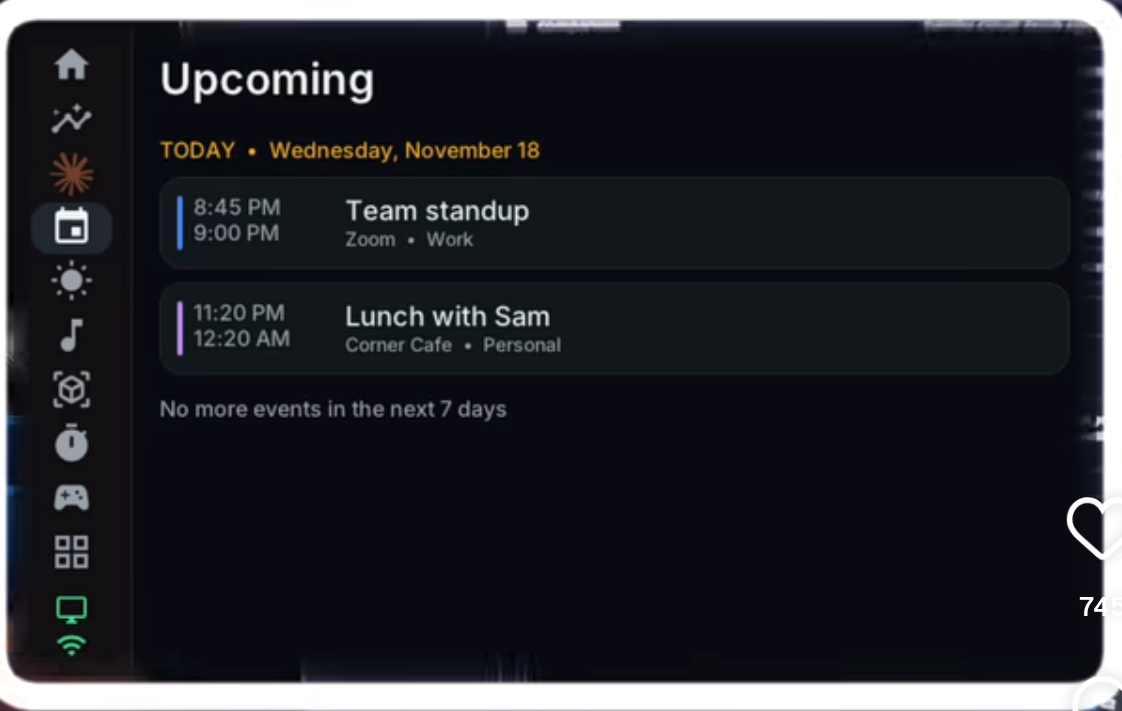 Upcoming
TODAY • Wednesday, November 18
8:45 PM
9:00 PM
Team standup
Zoom • Work
11:20 PM
12:20 AM
Lunch with Sam
Corner Cafe • Personal
No more events in the next 7 days
745